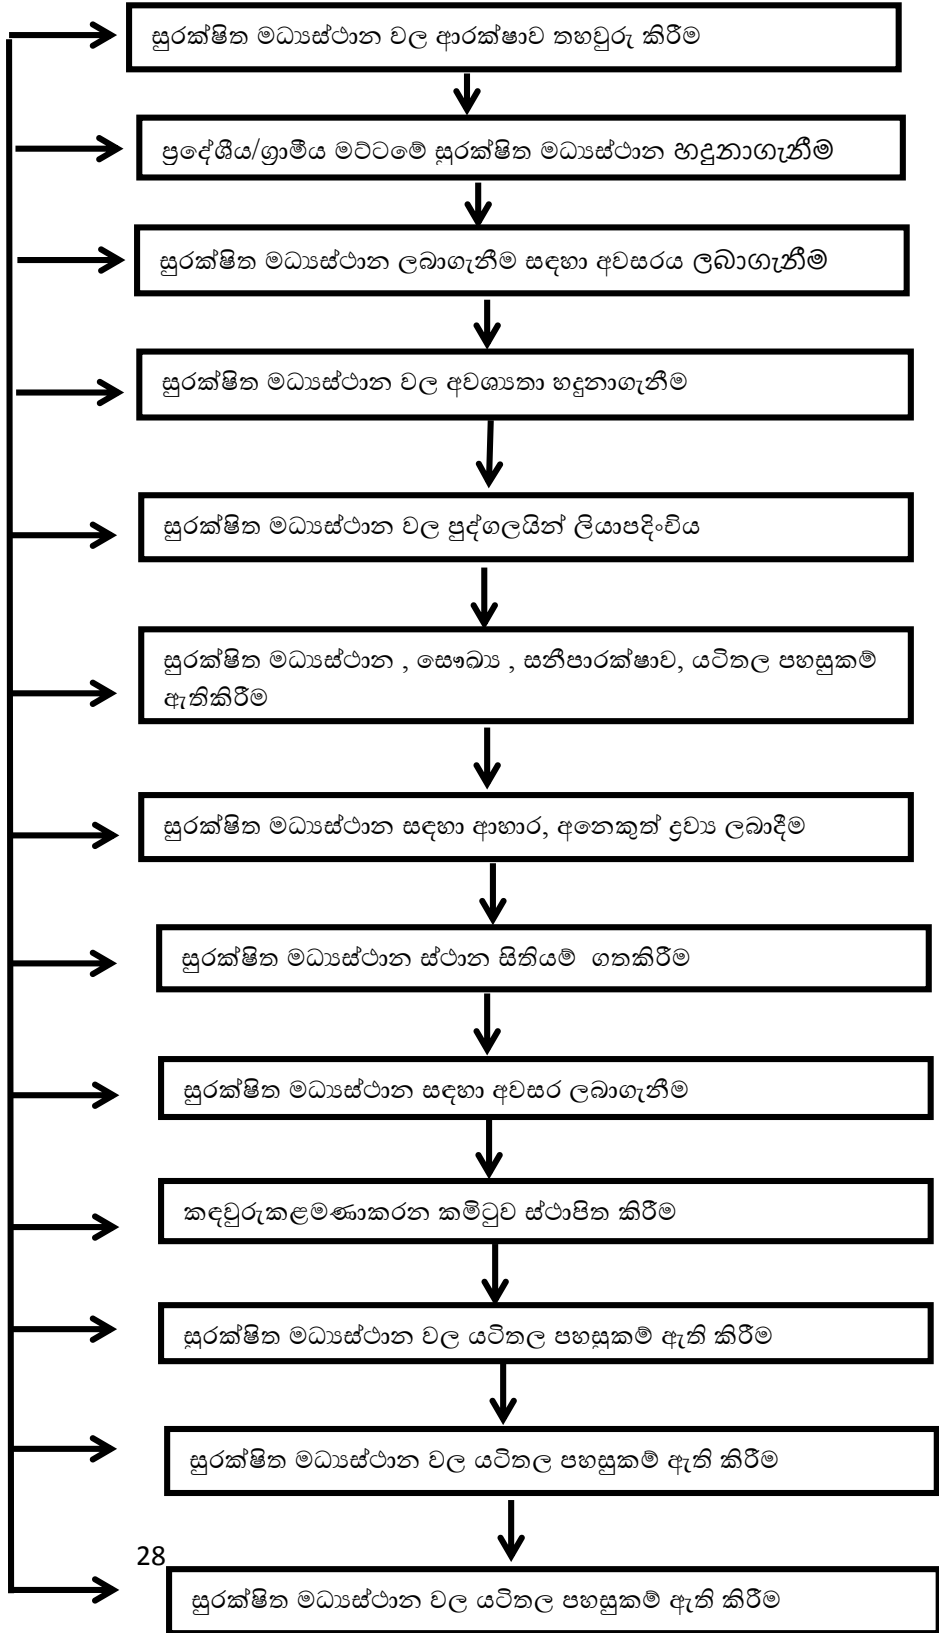 සුරක්ෂිත මධ්‍යස්ථාන වල ආරක්ෂාව තහවුරු කිරීම
ප්‍රදේශීය/ග්‍රාමීය මට්ටමේ සුරක්ෂිත මධ්‍යස්ථාන හදුනාගැනීම
සුරක්ෂිත මධ්‍යස්ථාන ලබාගැනීම සඳහා අවසරය ලබාගැනීම
සුරක්ෂිත මධ්‍යස්ථාන වල අවශ්‍යතා හදුනාගැනීම
සුරක්ෂිත මධ්‍යස්ථාන වල පුද්ගලයින් ලියාපදිංචිය
සුරක්ෂිත මධ්‍යස්ථාන , සෞඛ්‍ය , සනීපාරක්ෂාව, යටිතල පහසුකම්
ඇතිකිරීම
සුරක්ෂිත මධ්‍යස්ථාන සඳහා ආහාර, අනෙකුත් ද්‍රව්‍ය ලබාදීම
සුරක්ෂිත මධ්‍යස්ථාන ස්ථාන සිතියම් ගතකිරීම
සුරක්ෂිත මධ්‍යස්ථාන සඳහා අවසර ලබාගැනීම
කඳවුරුකළමණාකරන කමිටුව ස්ථාපිත කිරීම
සුරක්ෂිත මධ්‍යස්ථාන වල යටිතල පහසුකම් ඇති කිරීම
සුරක්ෂිත මධ්‍යස්ථාන වල යටිතල පහසුකම් ඇති කිරීම
28
සුරක්ෂිත මධ්‍යස්ථාන වල යටිතල පහසුකම් ඇති කිරීම